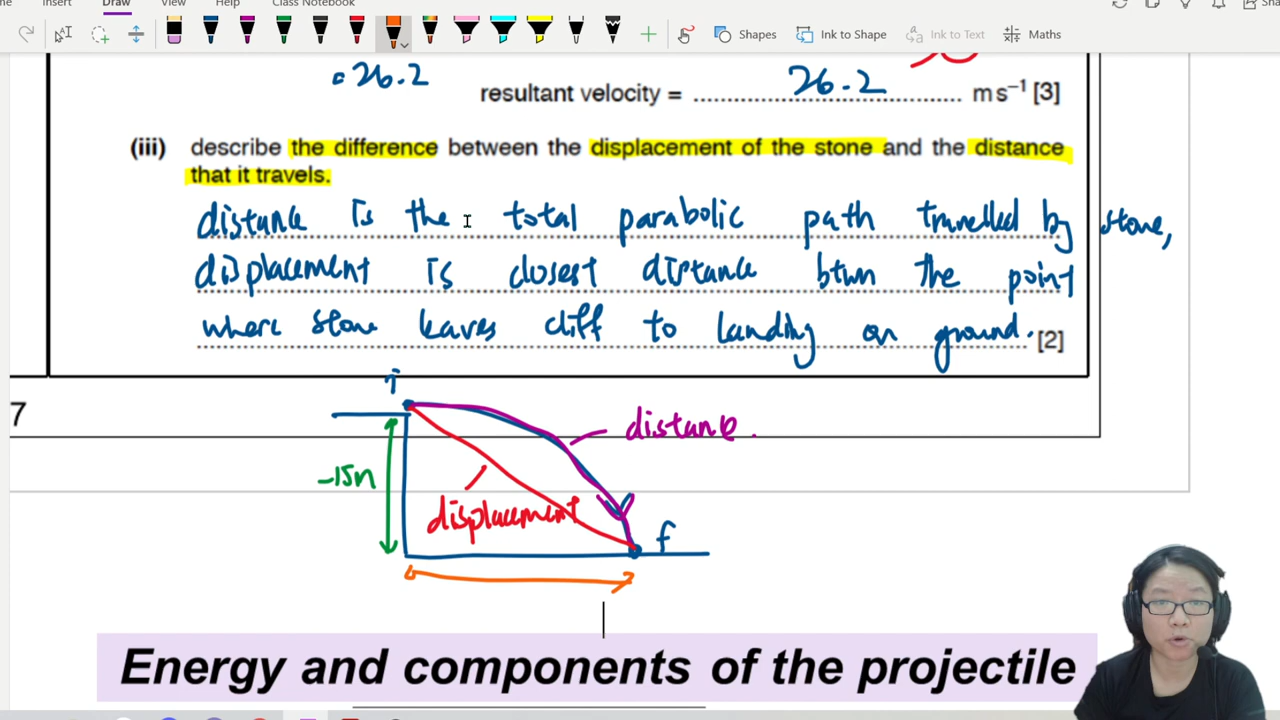 Insert Draw View Help Class Notebook
Shapes Ink to Shape Ink to Text Maths
= 26.2
resultant velocity = 26.2 m s⁻¹ [3]
(iii) describe the difference between the displacement of the stone and the distance
that it travels.
distance is the total parabolic path travelled by stone,
displacement is closest distance btwn the point
where stone leaves cliff to landing on ground. [2]
7
i
distance.
-15m
displacement
f
Energy and components of the projectile